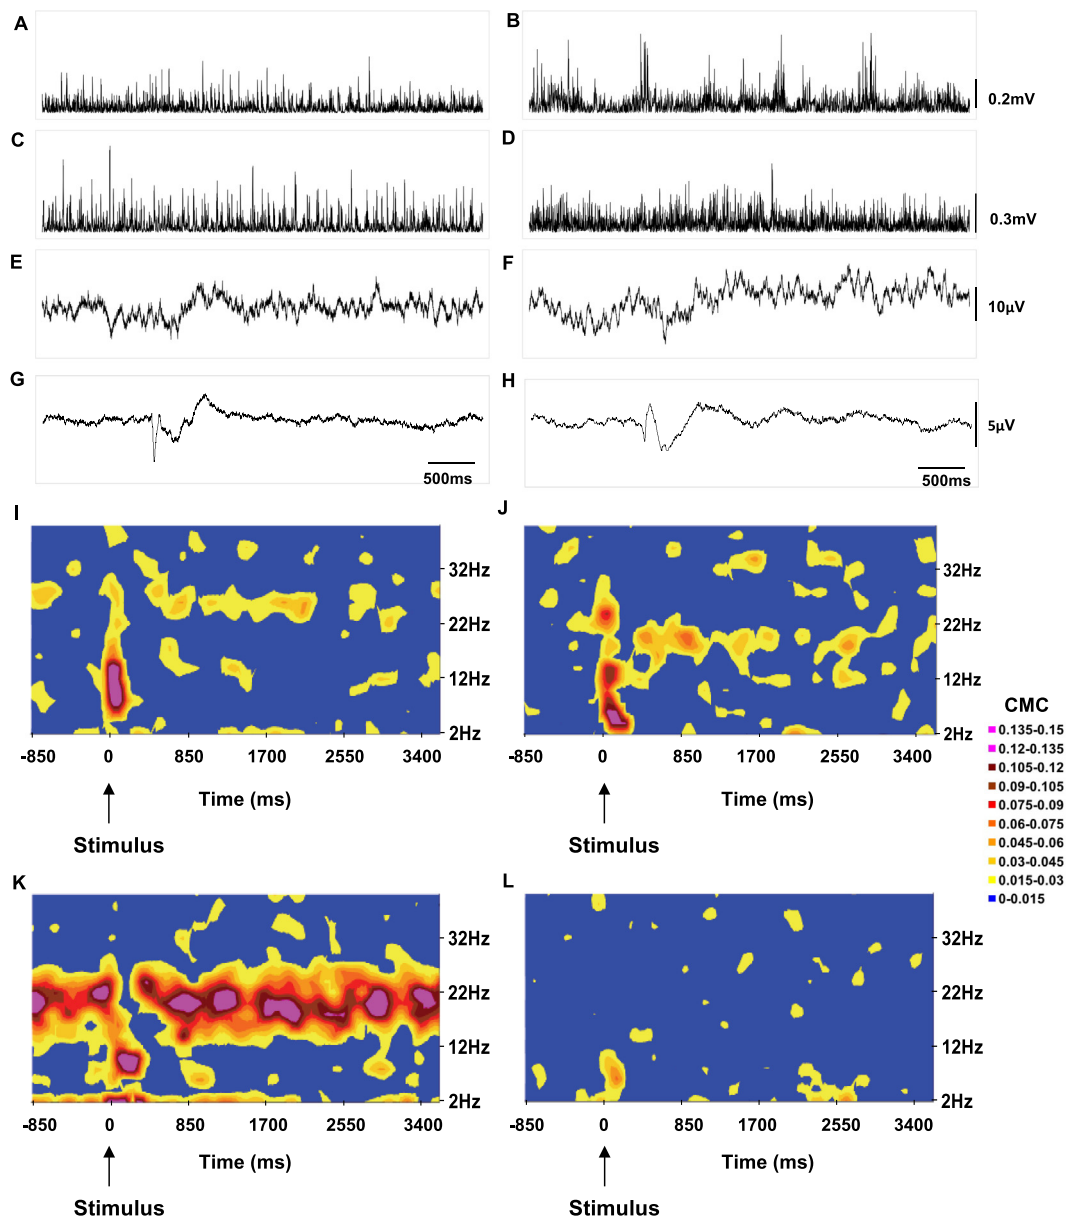 A
B
0.2mV
C
D
0.3mV
E
F
10µV
G
H
5µV
500ms
500ms
I
J
32Hz
22Hz
12Hz
2Hz
-850 0 850 1700 2550 3400
Time (ms)
Stimulus
32Hz
22Hz
12Hz
2Hz
-850 0 850 1700 2550 3400
Time (ms)
Stimulus
CMC
0.135-0.15
0.12-0.135
0.105-0.12
0.09-0.105
0.075-0.09
0.06-0.075
0.045-0.06
0.03-0.045
0.015-0.03
0-0.015
K
L
32Hz
22Hz
12Hz
2Hz
-850 0 850 1700 2550 3400
Time (ms)
Stimulus
32Hz
22Hz
12Hz
2Hz
-850 0 850 1700 2550 3400
Time (ms)
Stimulus